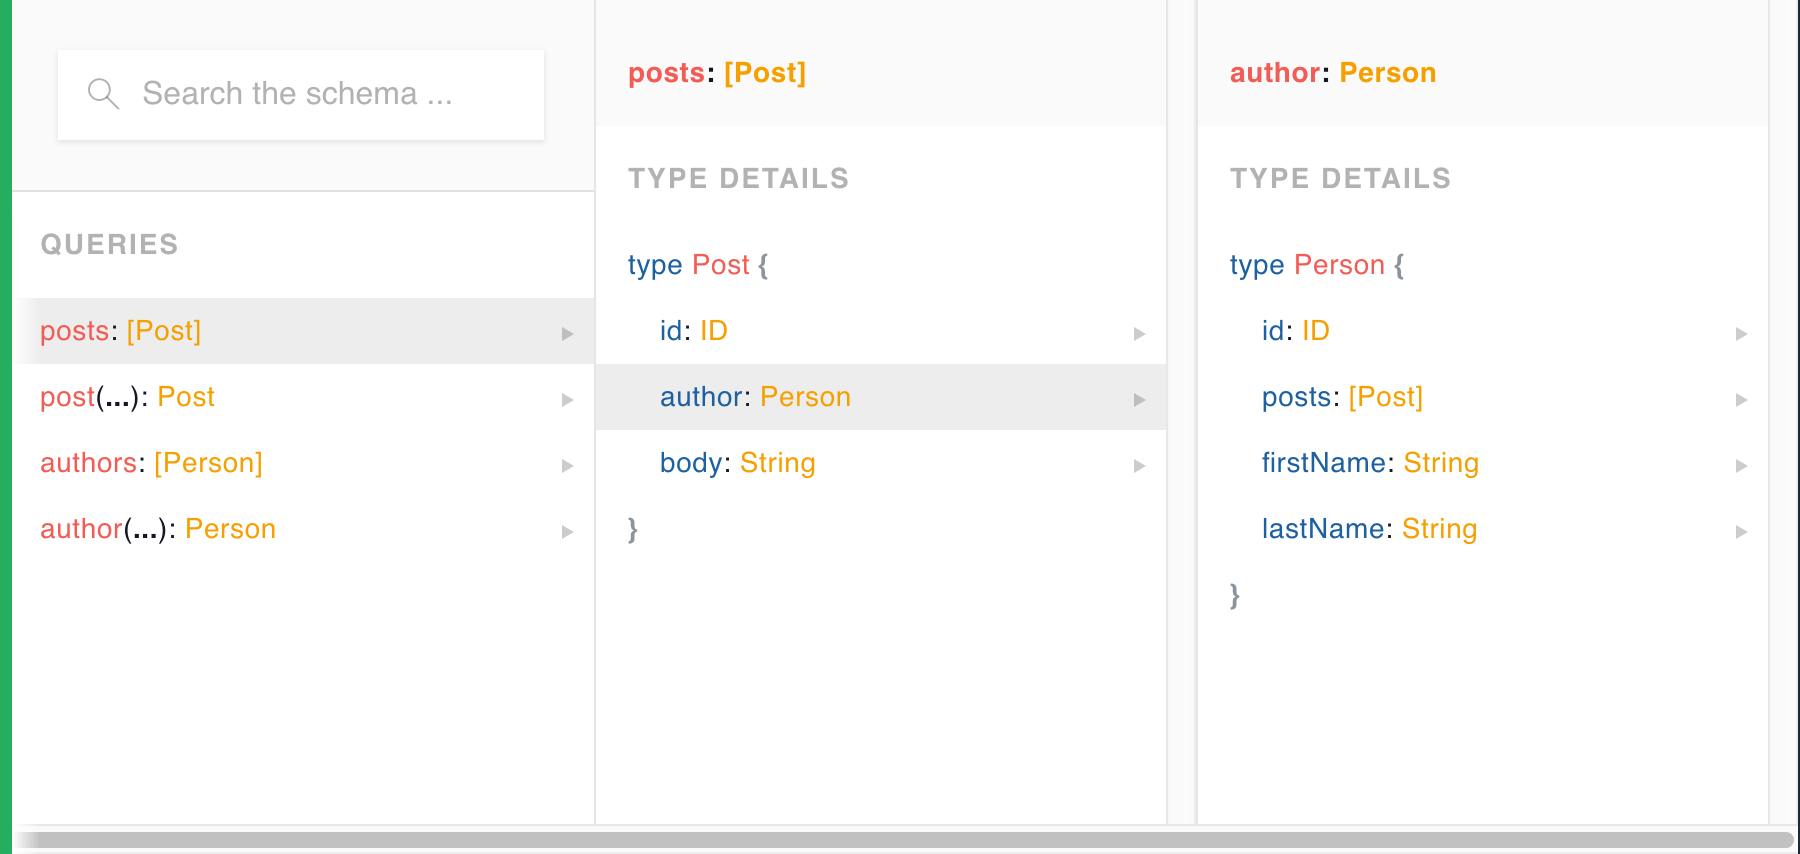 Search the schema ...
QUERIES
posts: [Post]
post(...): Post
authors: [Person]
author(...): Person
posts: [Post]
TYPE DETAILS
type Post {
id: ID
author: Person
body: String
}
author: Person
TYPE DETAILS
type Person {
id: ID
posts: [Post]
firstName: String
lastName: String
}